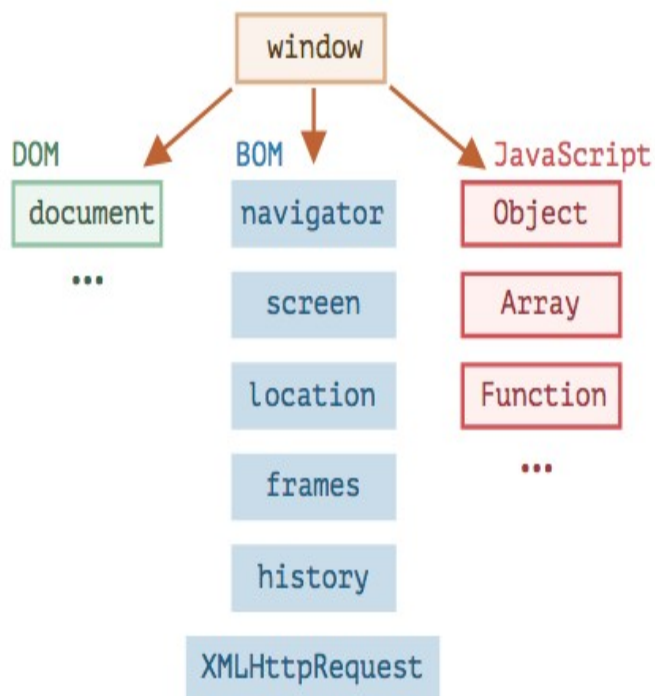 window
DOM
BOM
JavaScript
document
navigator
Object
...
screen
Array
location
Function
frames
...
history
XMLHttpRequest